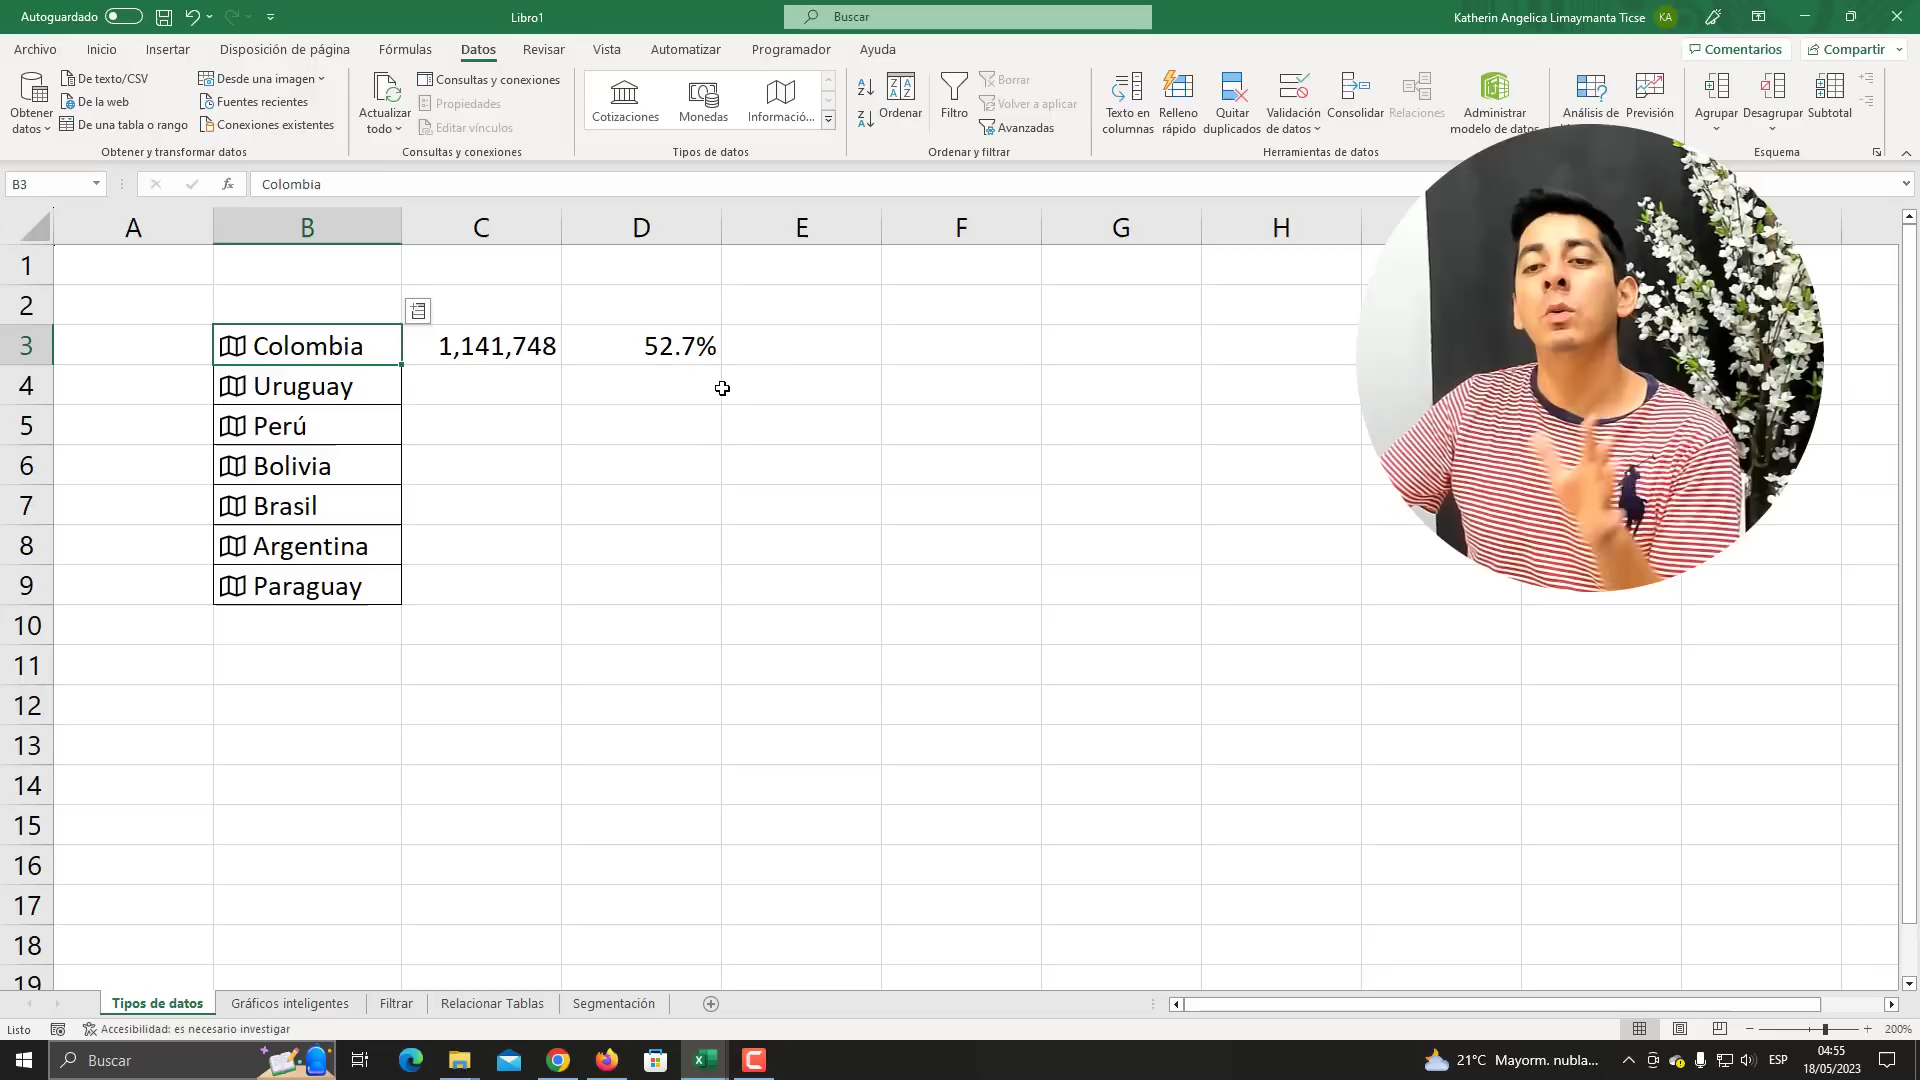 Autoguardado
Libro1
Buscar
Katherin Angelica Limaymanta Ticse KA
Archivo Inicio Insertar Disposición de página Fórmulas Datos Revisar Vista Automatizar Programador Ayuda
Comentarios Compartir
Obtener datos
De texto/CSV
De la web
De una tabla o rango
Desde una imagen
Fuentes recientes
Conexiones existentes
Obtener y transformar datos
Actualizar todo
Consultas y conexiones
Propiedades
Editar vínculos
Consultas y conexiones
Cotizaciones Monedas Informació...
Tipos de datos
Ordenar Filtro
Borrar
Volver a aplicar
Avanzadas
Ordenar y filtrar
Texto en columnas
Relleno rápido
Quitar duplicados
Validación de datos
Consolidar
Relaciones
Administrar modelo de datos
Herramientas de datos
Análisis de
Previsión
Agrupar Desagrupar Subtotal
Esquema
B3 fx Colombia
A B C D E F G H
1
2
3 Colombia 1,141,748 52.7%
4 Uruguay
5 Perú
6 Bolivia
7 Brasil
8 Argentina
9 Paraguay
10
11
12
13
14
15
16
17
18
19
Tipos de datos Gráficos inteligentes Filtrar Relacionar Tablas Segmentación
Listo Accesibilidad: es necesario investigar 200%
Buscar
21°C Mayorm. nubla... ESP 04:55
18/05/2023